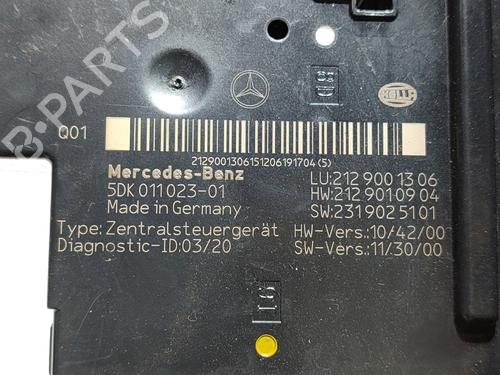 B-PARTS
HELLA
Q01
2129001306151206191704(5)
Mercedes-Benz
5DK 011 023-01
Made in Germany
Type: Zentralsteuergerät
Diagnostic-ID:03/20
LU:212 900 13 06
HW:212 901 09 04
SW:231 902 51 01
HW-Vers.:10/42/00
SW-Vers.:11/30/00